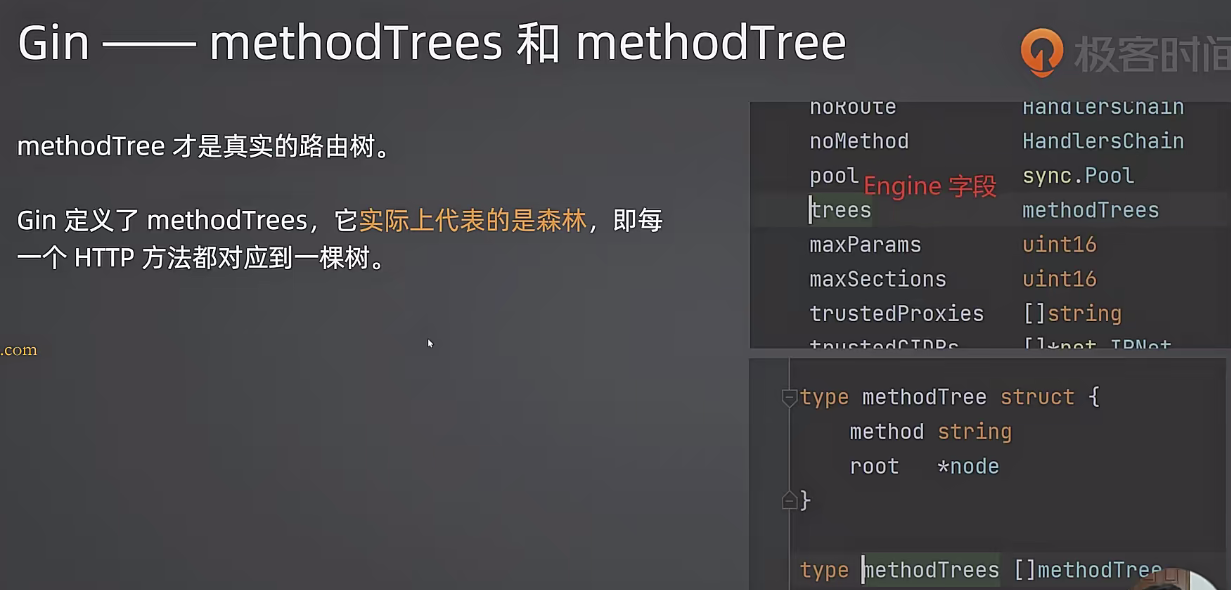 Gin —— methodTrees 和 methodTree
极客时间
methodTree 才是真实的路由树。
Gin 定义了 methodTrees，它实际上代表的是森林，即每
一个 HTTP 方法都对应到一棵树。
.com
noRoute HandlersChain
noMethod HandlersChain
pool sync.Pool
Engine 字段
trees methodTrees
maxParams uint16
maxSections uint16
trustedProxies []string
trustedCIDRs []*net.IPNet
type methodTree struct {
method string
root *node
}
type methodTrees []methodTree